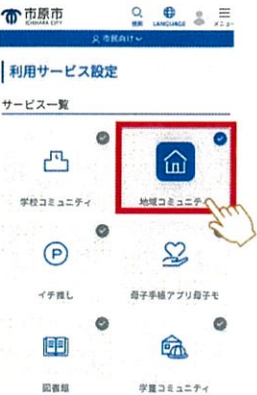 市原市
ICHIHARA CITY
検索
LANGUAGE
メニュー
市民向け
利用サービス設定
サービス一覧
学校コミュニティ
地域コミュニティ
P
イチ推し
母子手帳アプリ母子モ
図書館
学童コミュニティ